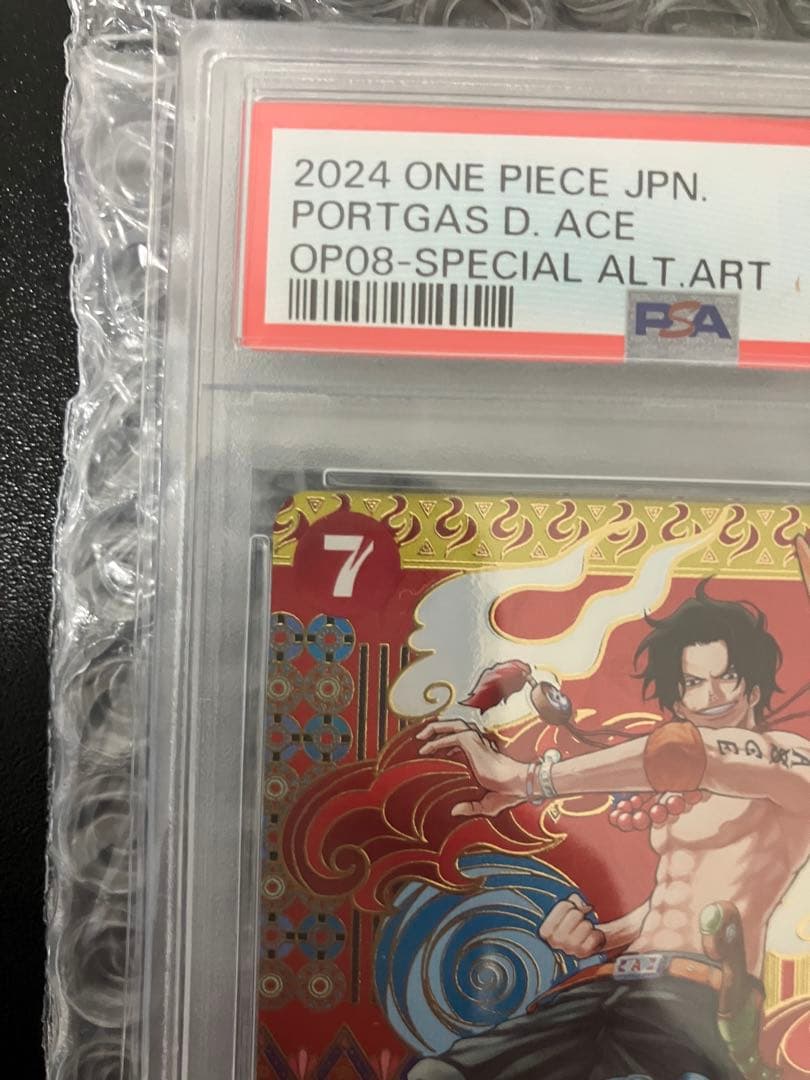 2024 ONE PIECE JPN.
PORTGAS D. ACE
OP08-SPECIAL ALT.ART
PSA
7